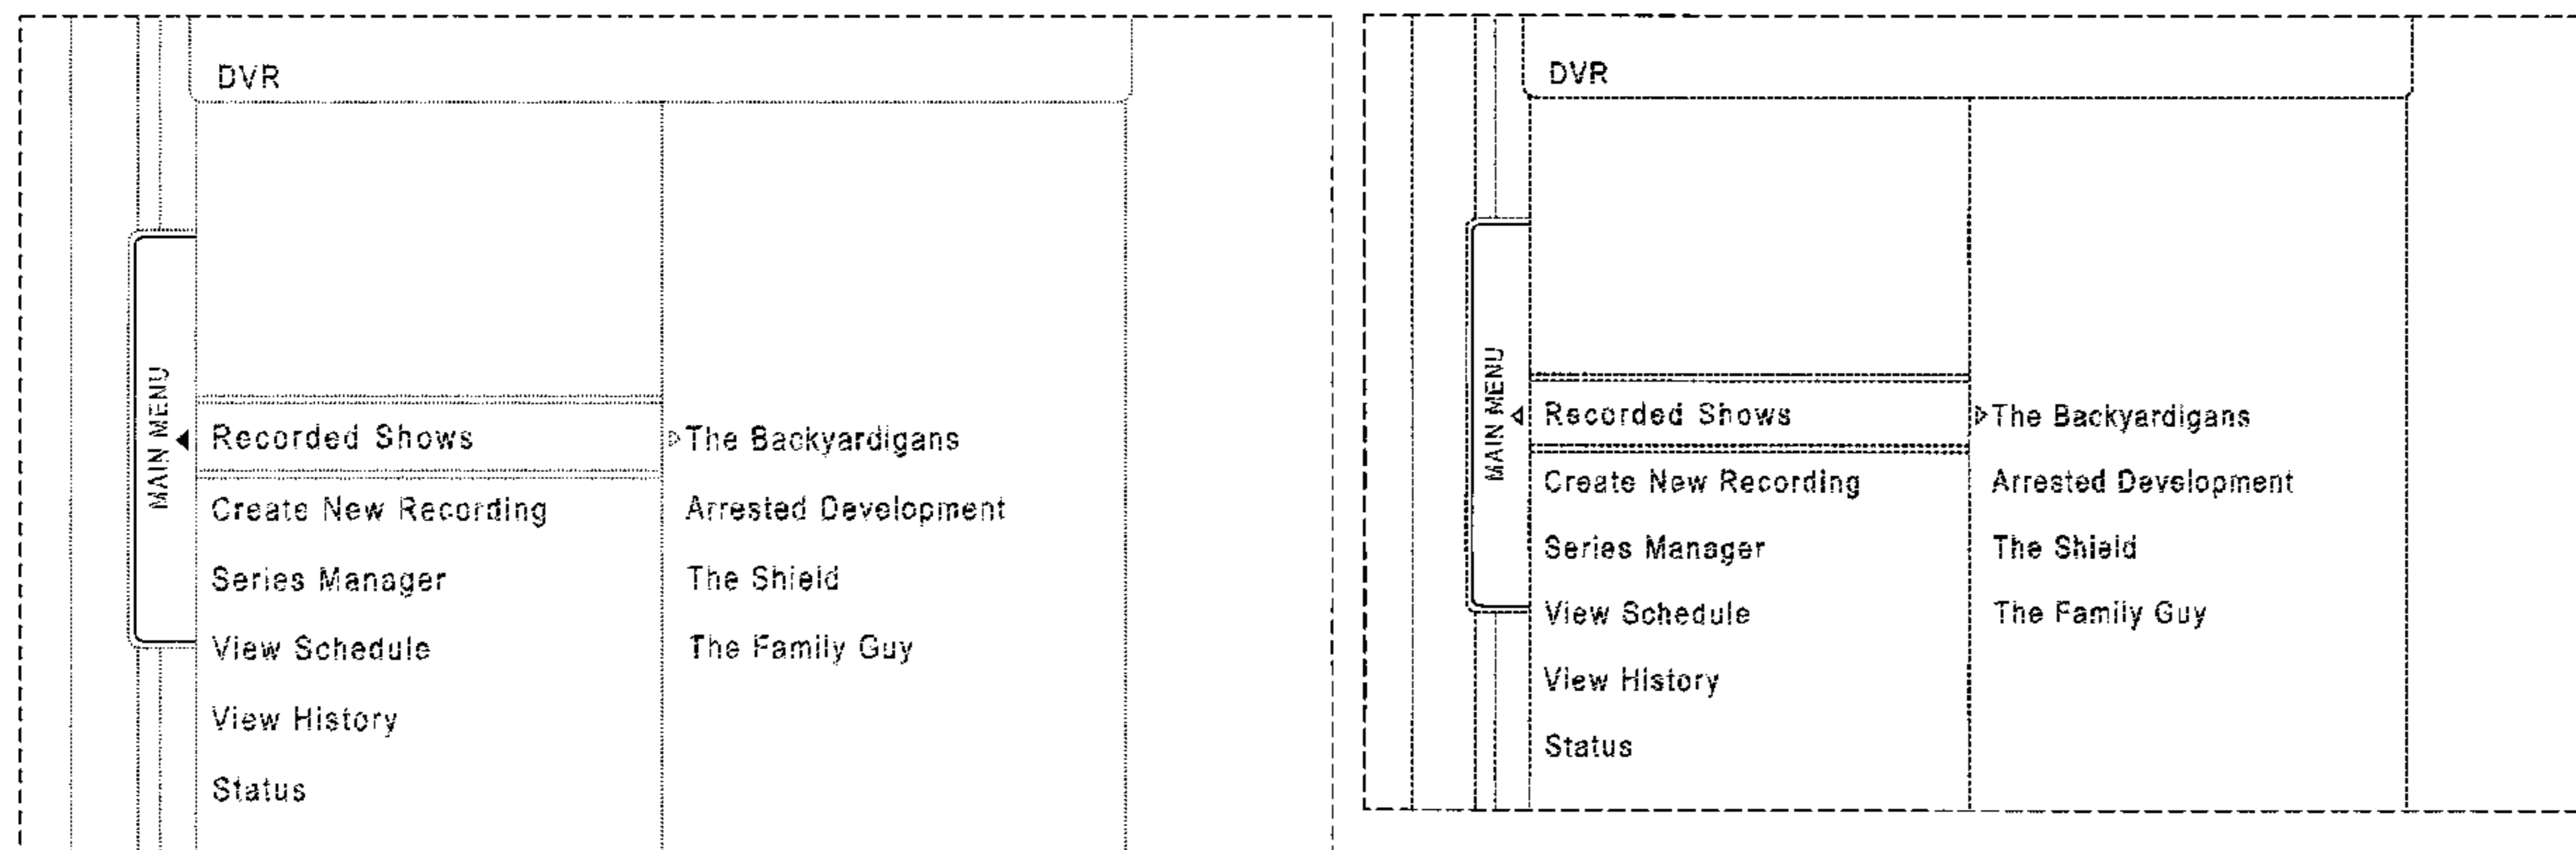 DVR
MAIN MENU
Recorded Shows
The Backyardigans
Create New Recording
Arrested Development
Series Manager
The Shield
View Schedule
The Family Guy
View History
Status
DVR
MAIN MENU
Recorded Shows
The Backyardigans
Create New Recording
Arrested Development
Series Manager
The Shield
View Schedule
The Family Guy
View History
Status